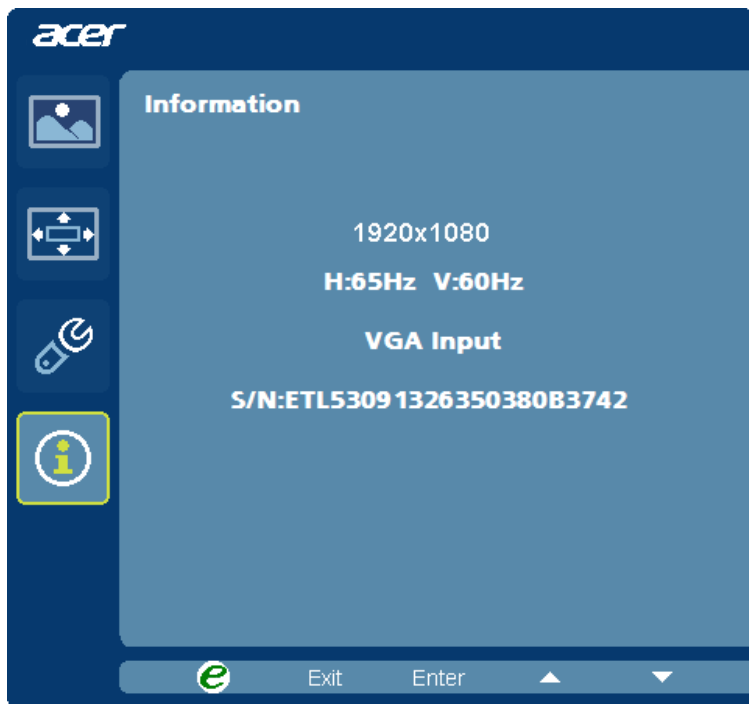 acer
Information
1920x1080
H:65Hz V:60Hz
VGA Input
S/N:ETL53091326350380B3742
e Exit Enter